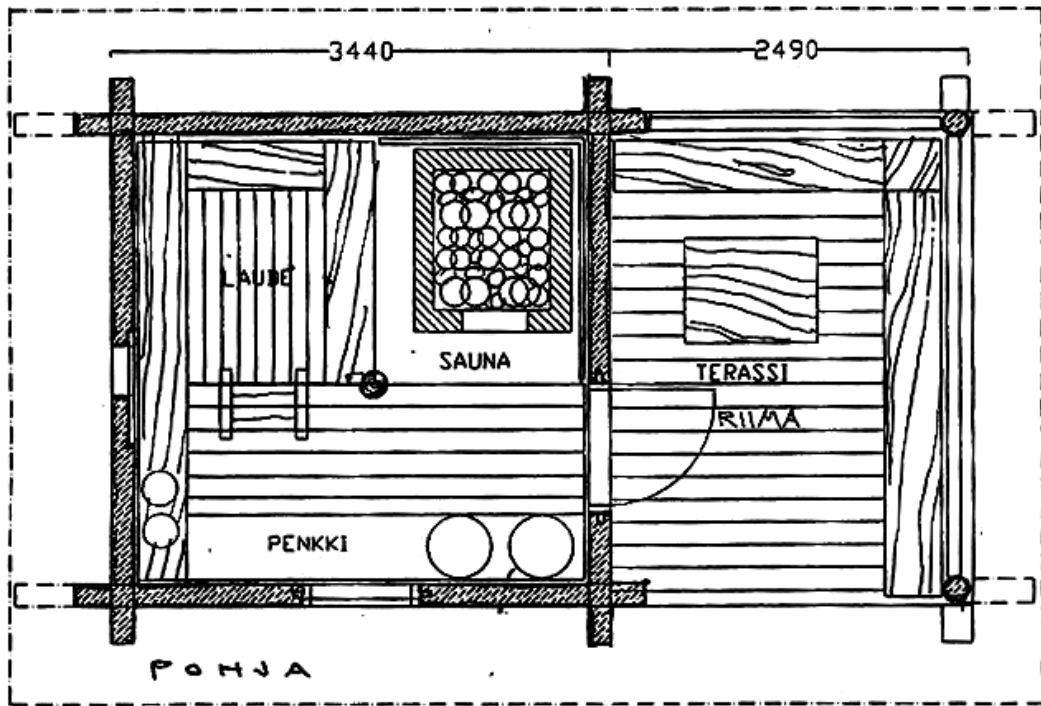 3440 2490
LAUDE
SAUNA
TERASSI
RIIMA
PENKKI
POHJA